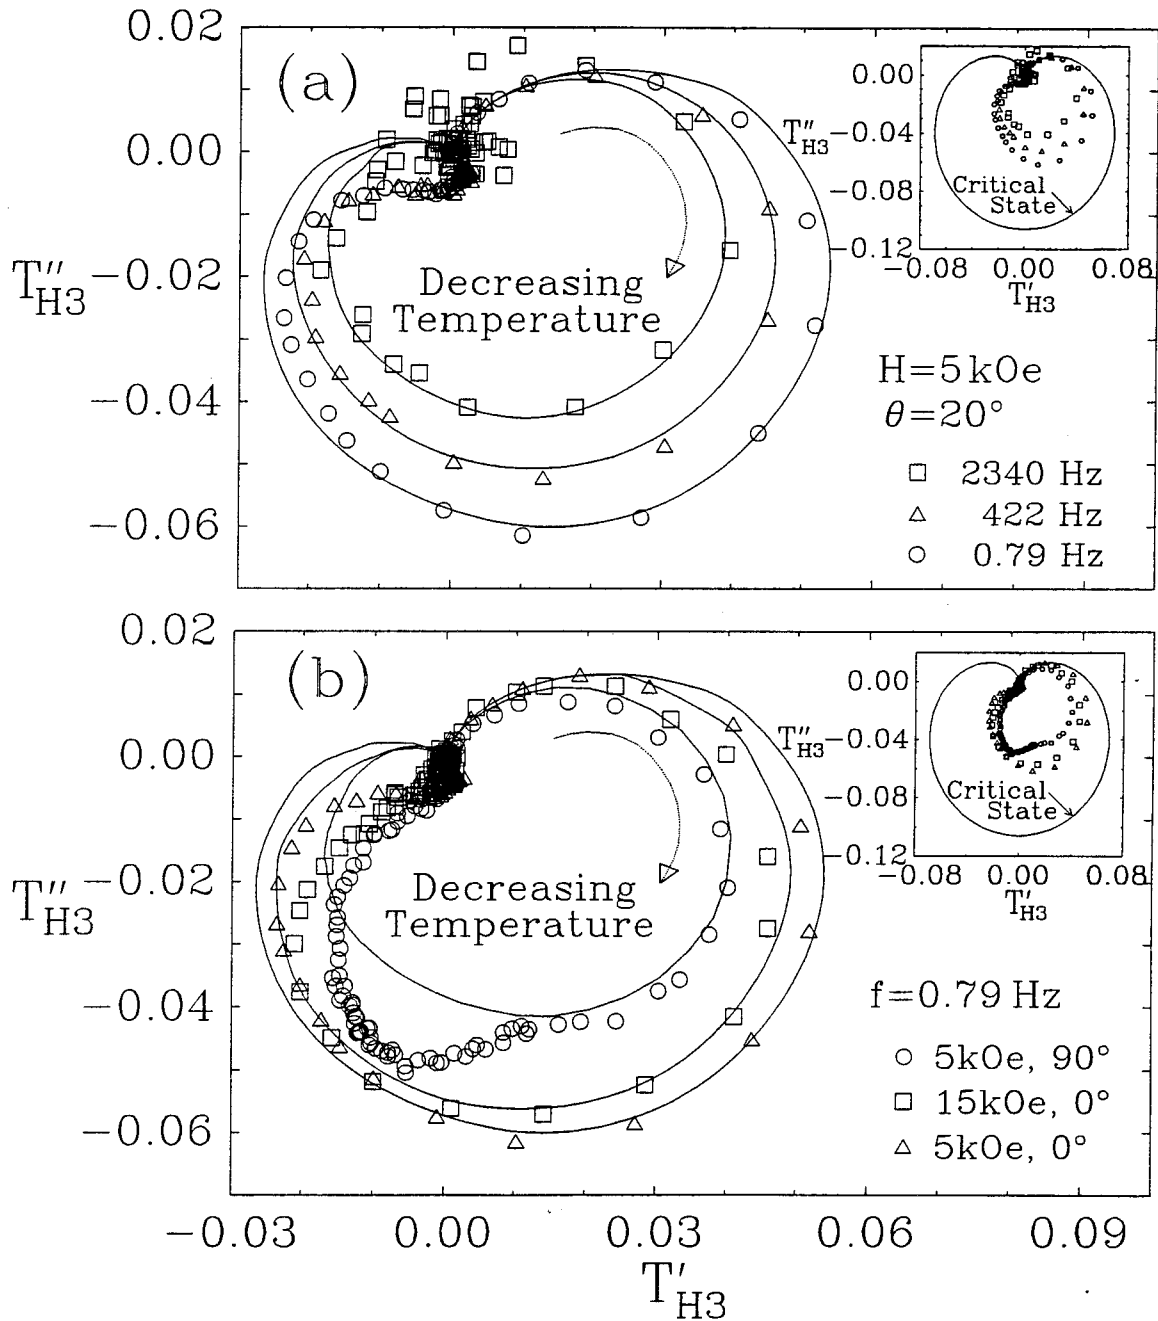 0.02
0.00
−0.02
−0.04
−0.06
T″H3
(a)
Decreasing
Temperature
H=5kOe
θ=20°
2340 Hz
422 Hz
0.79 Hz
0.00
−0.04
−0.08
−0.12
T″H3
Critical
State
−0.08 0.00 0.08
T′H3
0.02
0.00
−0.02
−0.04
−0.06
T″H3
(b)
Decreasing
Temperature
f=0.79 Hz
5kOe, 90°
15kOe, 0°
5kOe, 0°
0.00
−0.04
−0.08
−0.12
T″H3
Critical
State
−0.08 0.00 0.08
T′H3
−0.03 0.00 0.03 0.06 0.09
T′H3